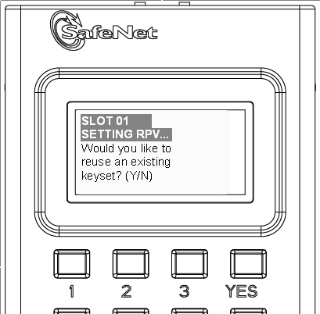 SafeNet
SLOT 01
SETTING RPV...
Would you like to
reuse an existing
keyset? (Y/N)
1 2 3 YES